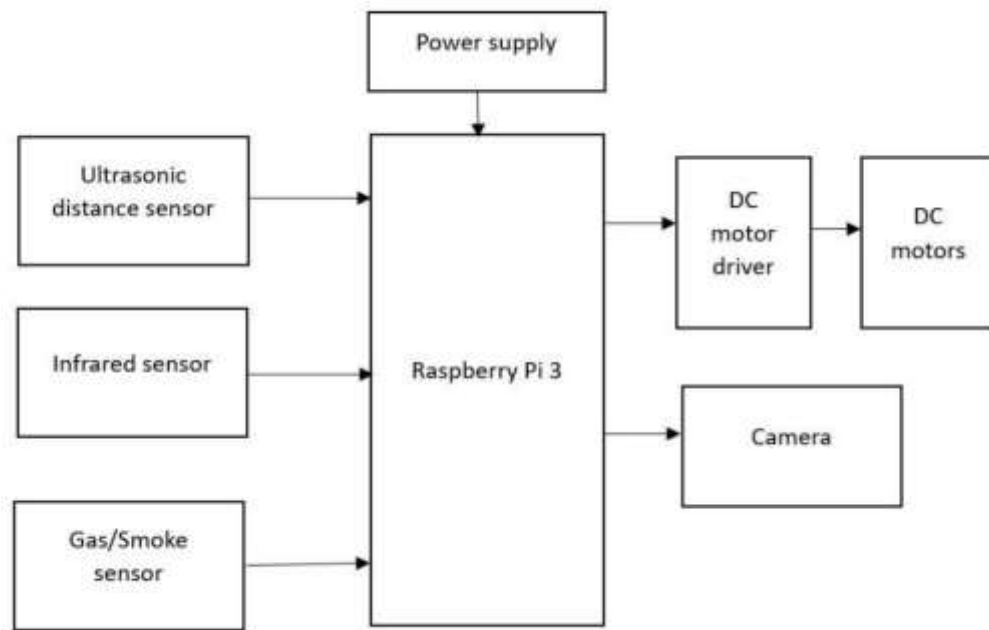 Power supply
Ultrasonic
distance sensor
Infrared sensor
Gas/Smoke
sensor
Raspberry Pi 3
DC
motor
driver
DC
motors
Camera